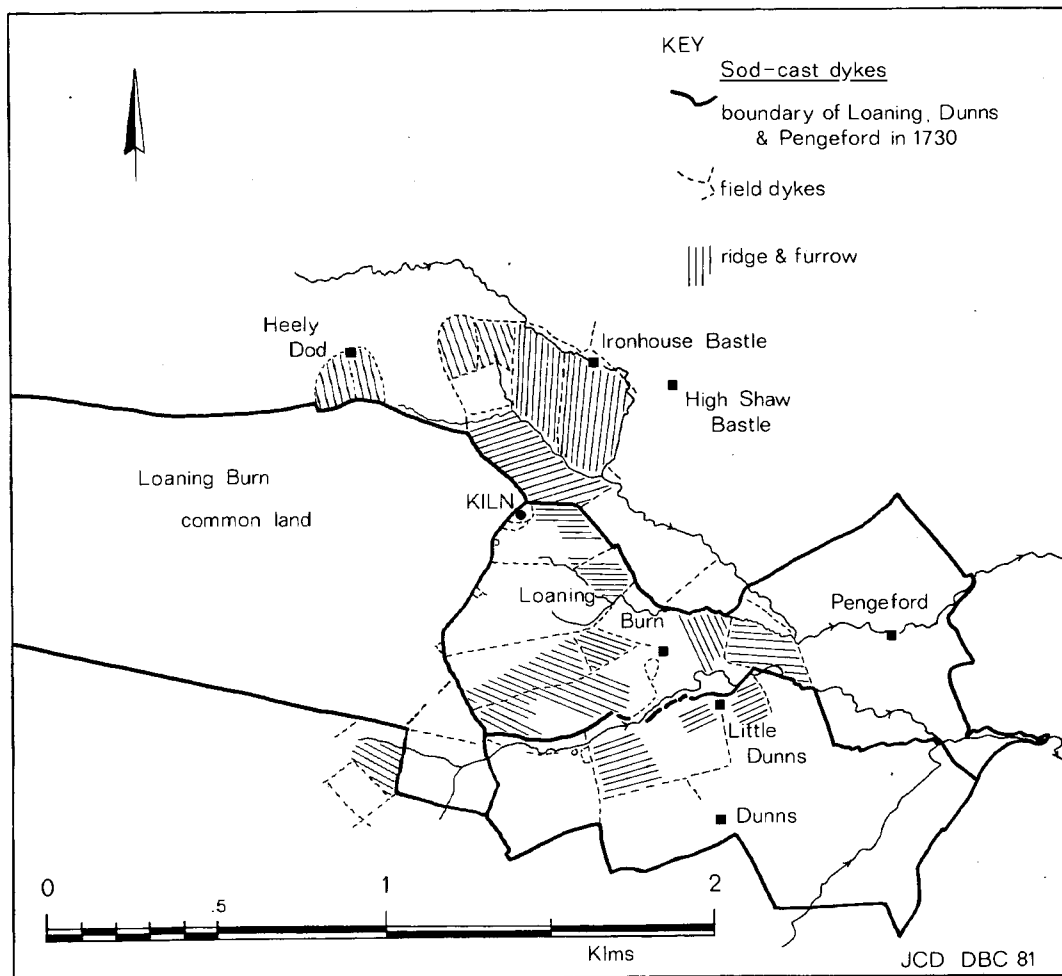 KEY
Sod-cast dykes
boundary of Loaning, Dunns
& Pengeford in 1730
field dykes
ridge & furrow
Heely
Dod
Ironhouse Bastle
High Shaw
Bastle
Loaning Burn
common land
KILN
Loaning
Burn
Pengeford
Little
Dunns
Dunns
0
.5
1
2
Klms
JCD DBC 81